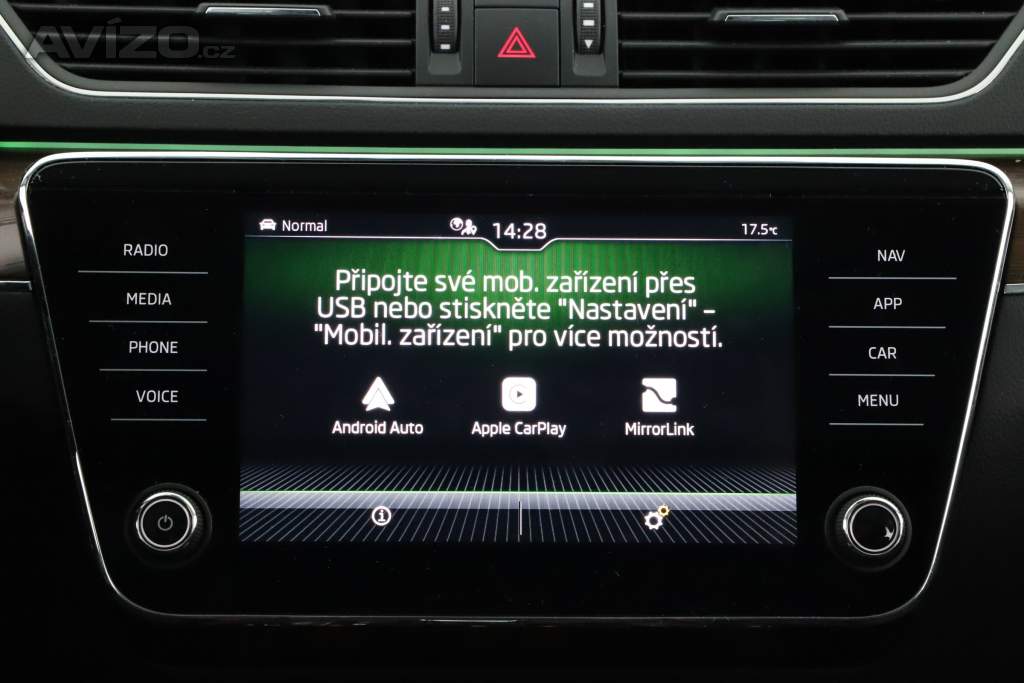 AVÍZO.cz
Normal
14:28
17.5°C
RADIO
MEDIA
PHONE
VOICE
Připojte své mob. zařízení přes
USB nebo stiskněte "Nastavení" –
"Mobil. zařízení" pro více možností.
Android Auto
Apple CarPlay
MirrorLink
NAV
APP
CAR
MENU